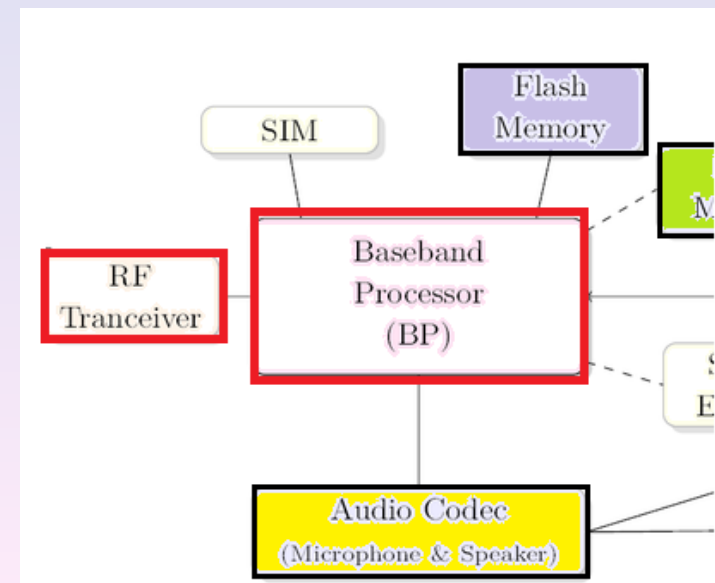 Flash
Memory
SIM
Baseband
Processor
(BP)
RF
Tranceiver
Audio Codec
(Microphone & Speaker)